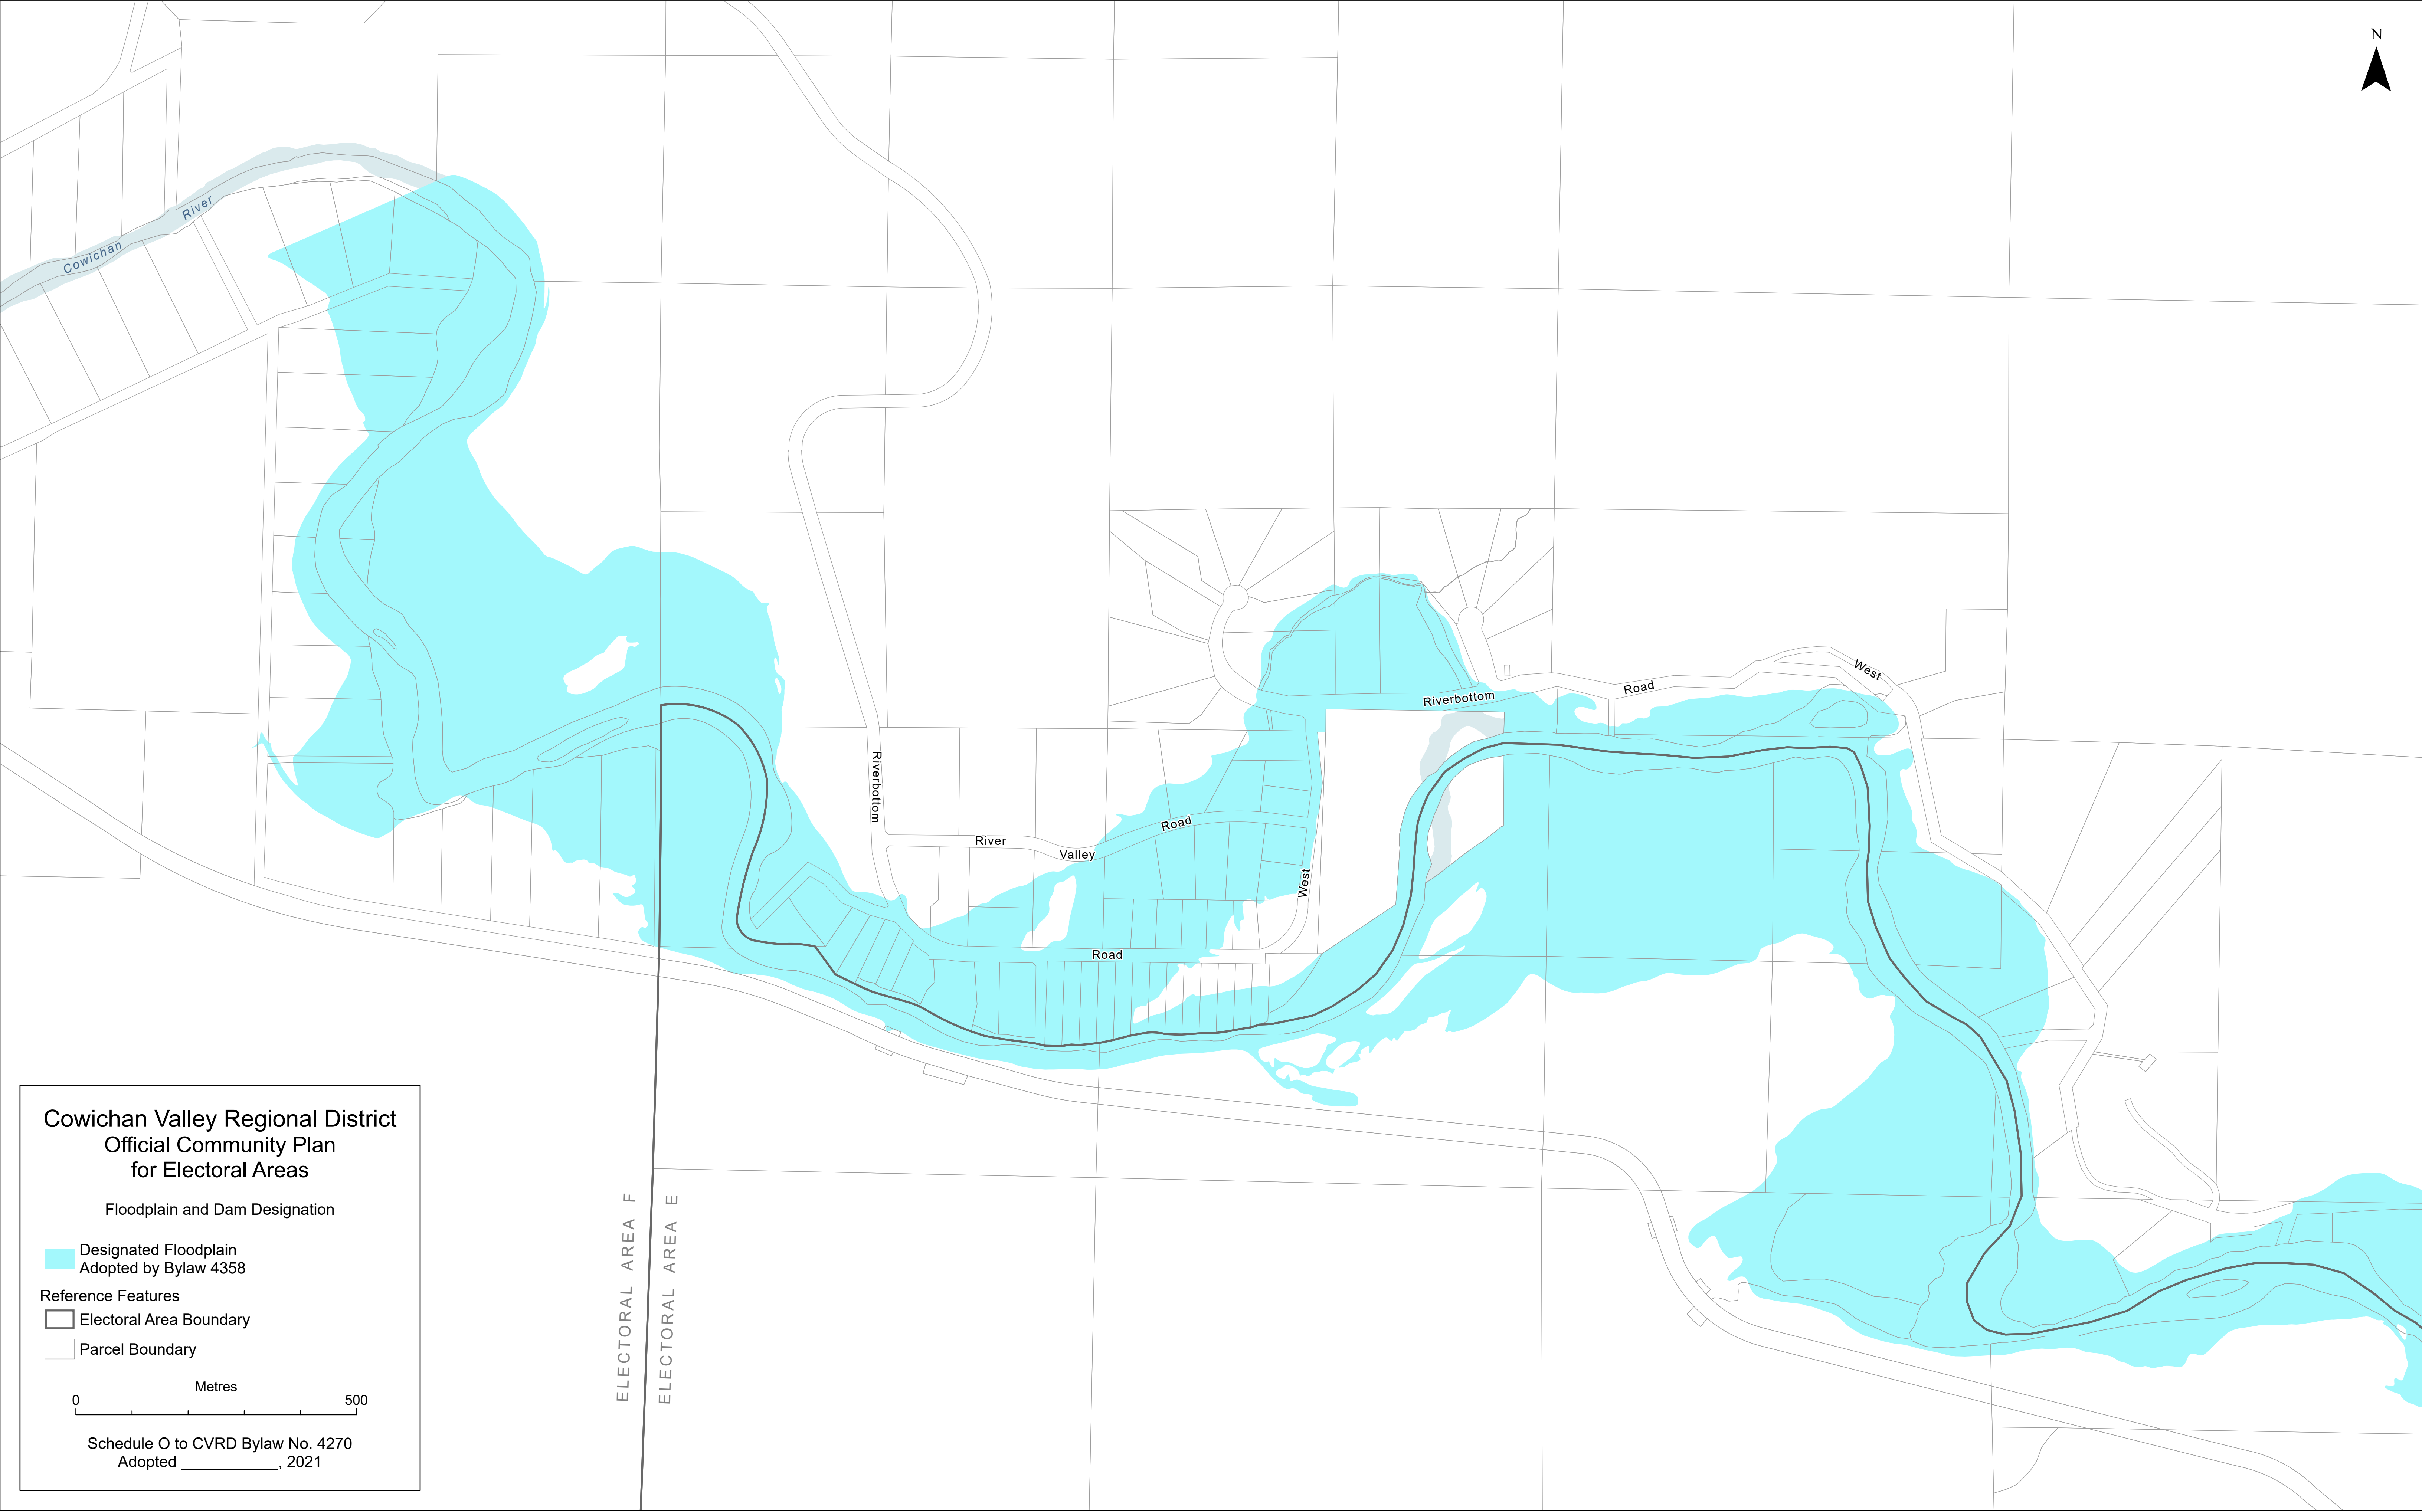 N
River
Cowichan
West
Road
Riverbottom
Riverbottom
Road
River
Valley
West
Road
Cowichan Valley Regional District
Official Community Plan
for Electoral Areas
Floodplain and Dam Designation
Designated Floodplain
Adopted by Bylaw 4358
Reference Features
Electoral Area Boundary
Parcel Boundary
Metres
0 500
Schedule O to CVRD Bylaw No. 4270
Adopted ___________, 2021
ELECTORAL AREA F
ELECTORAL AREA E